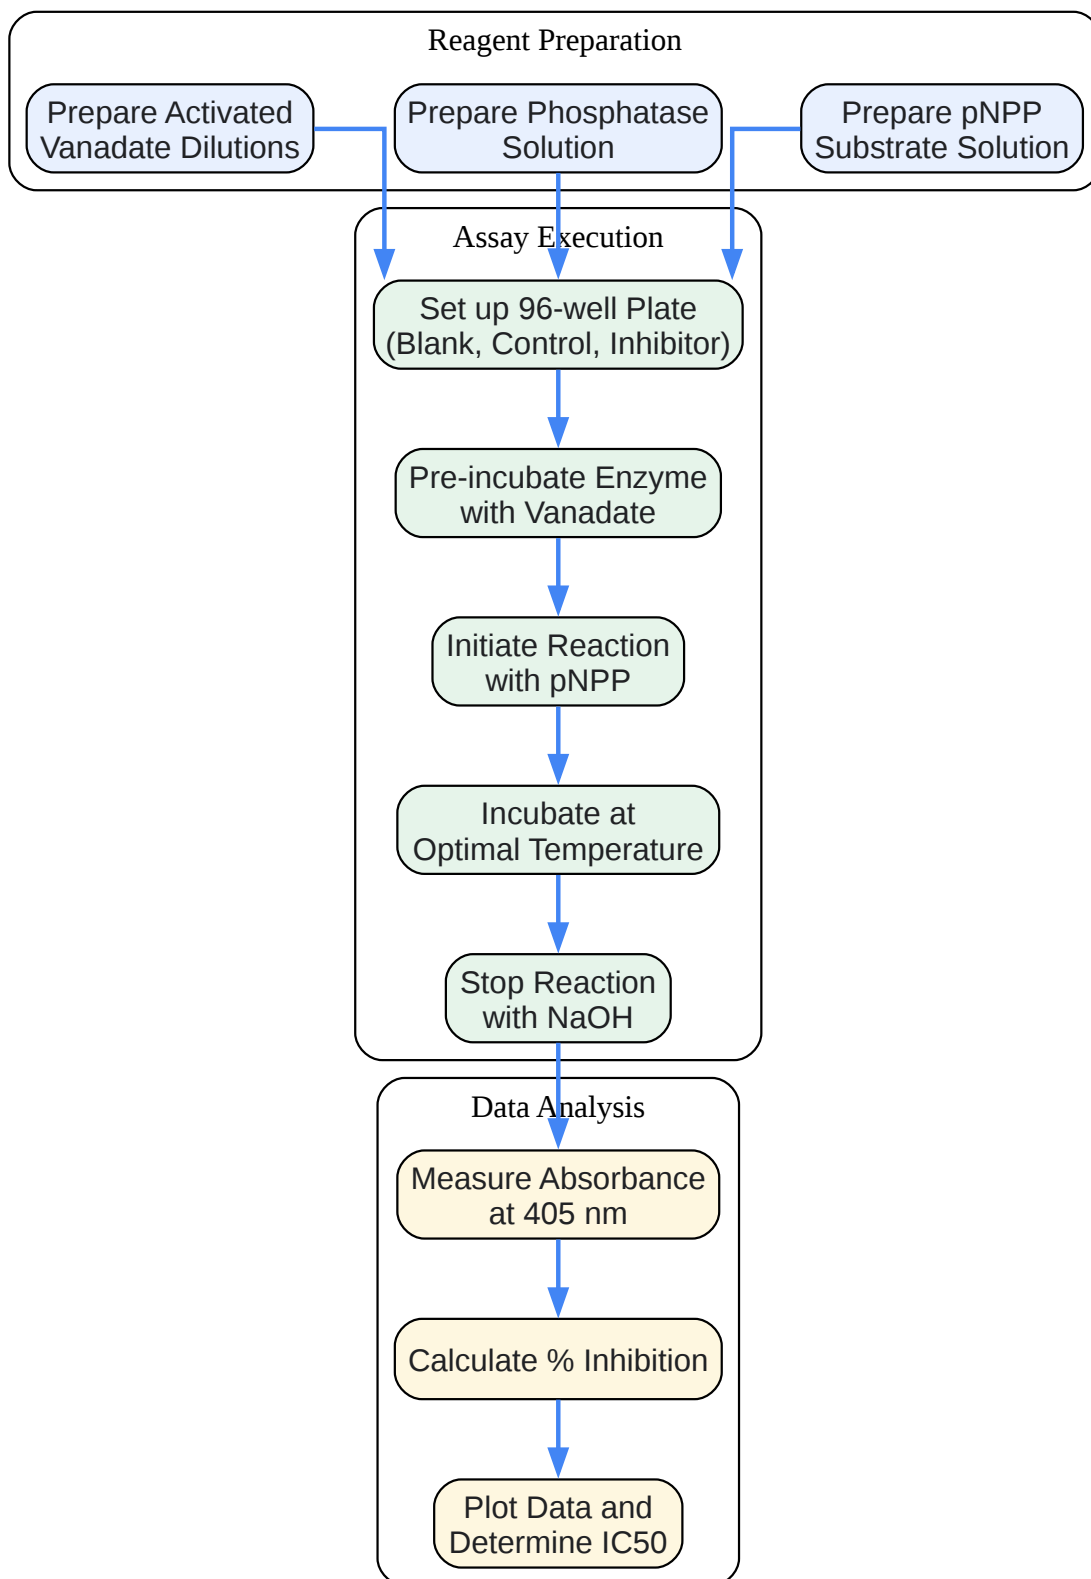 Reagent Preparation
Prepare Activated
Vanadate Dilutions
Prepare Phosphatase
Solution
Prepare pNPP
Substrate Solution
Assay Execution
Set up 96-well Plate
(Blank, Control, Inhibitor)
Pre-incubate Enzyme
with Vanadate
Initiate Reaction
with pNPP
Incubate at
Optimal Temperature
Stop Reaction
with NaOH
Data Analysis
Measure Absorbance
at 405 nm
Calculate % Inhibition
Plot Data and
Determine IC50